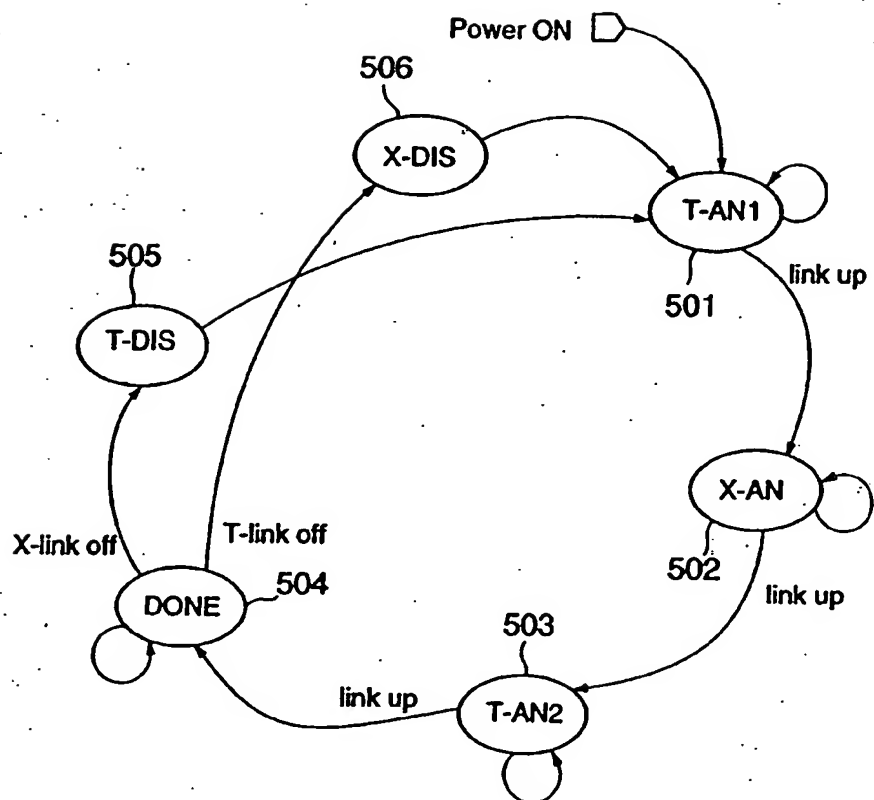 Power ON
506
X-DIS
T-AN1
505
501
link up
T-DIS
X-AN
X-link off
T-link off
502
504
link up
DONE
503
link up
T-AN2